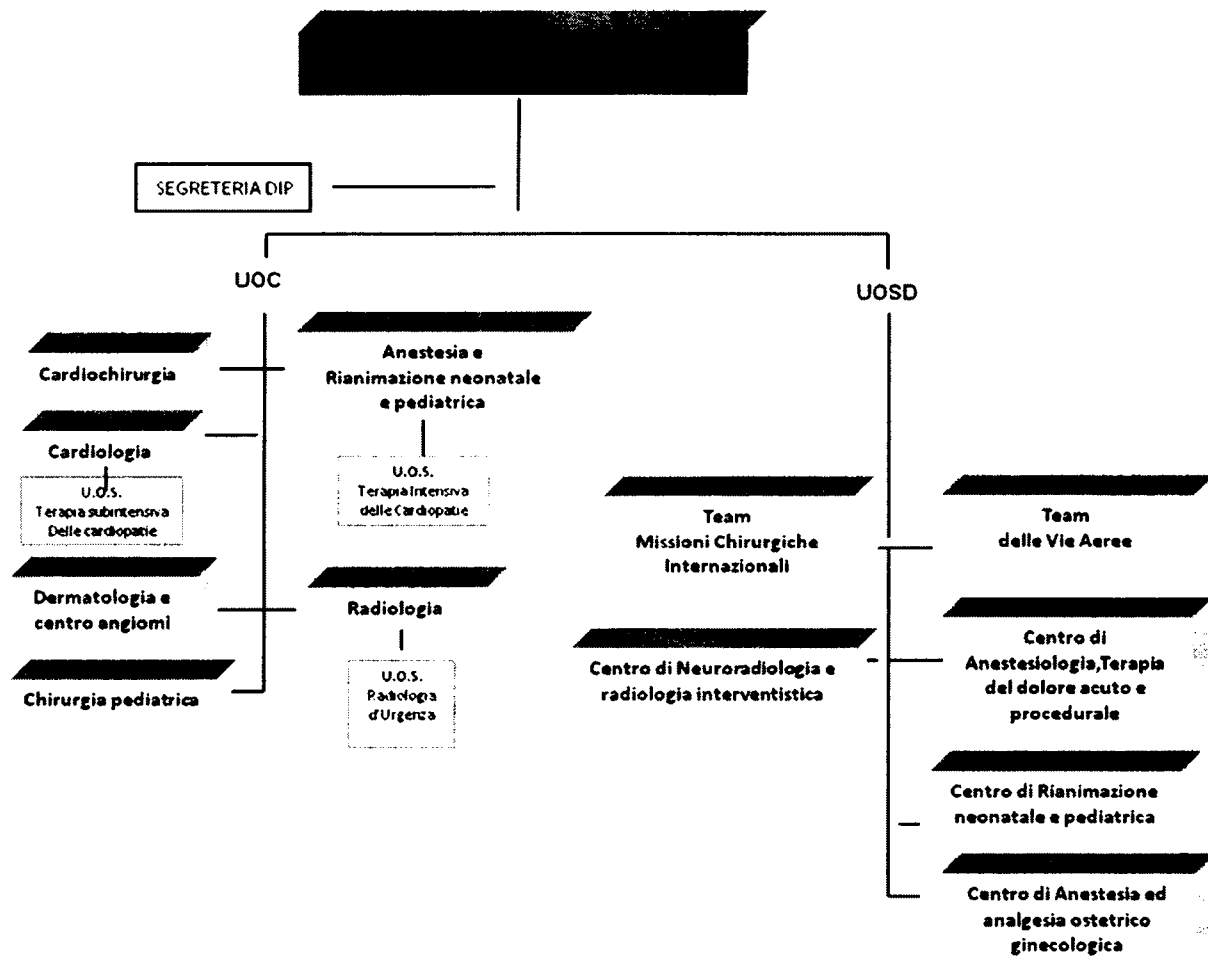 SEGRETERIA DIP
UOC
UOSD
Cardiochirurgia
Cardiologia
U.O.S.
Terapia subintensiva
Delle cardiopatie
Dermatologia e
centro angiomi
Chirurgia pediatrica
Anestesia e
Rianimazione neonatale
e pediatrica
U.O.S.
Terapia Intensiva
delle Cardiopatie
Radiologia
U.O.S.
Radiologia
d'Urgenza
Team
Missioni Chirurgiche
Internazionali
Centro di Neuroradiologia e
radiologia interventistica
Team
delle Vie Aeree
Centro di
Anestesiologia,Terapia
del dolore acuto e
procedurale
Centro di Rianimazione
neonatale e pediatrica
Centro di Anestesia ed
analgesia ostetrico
ginecologica